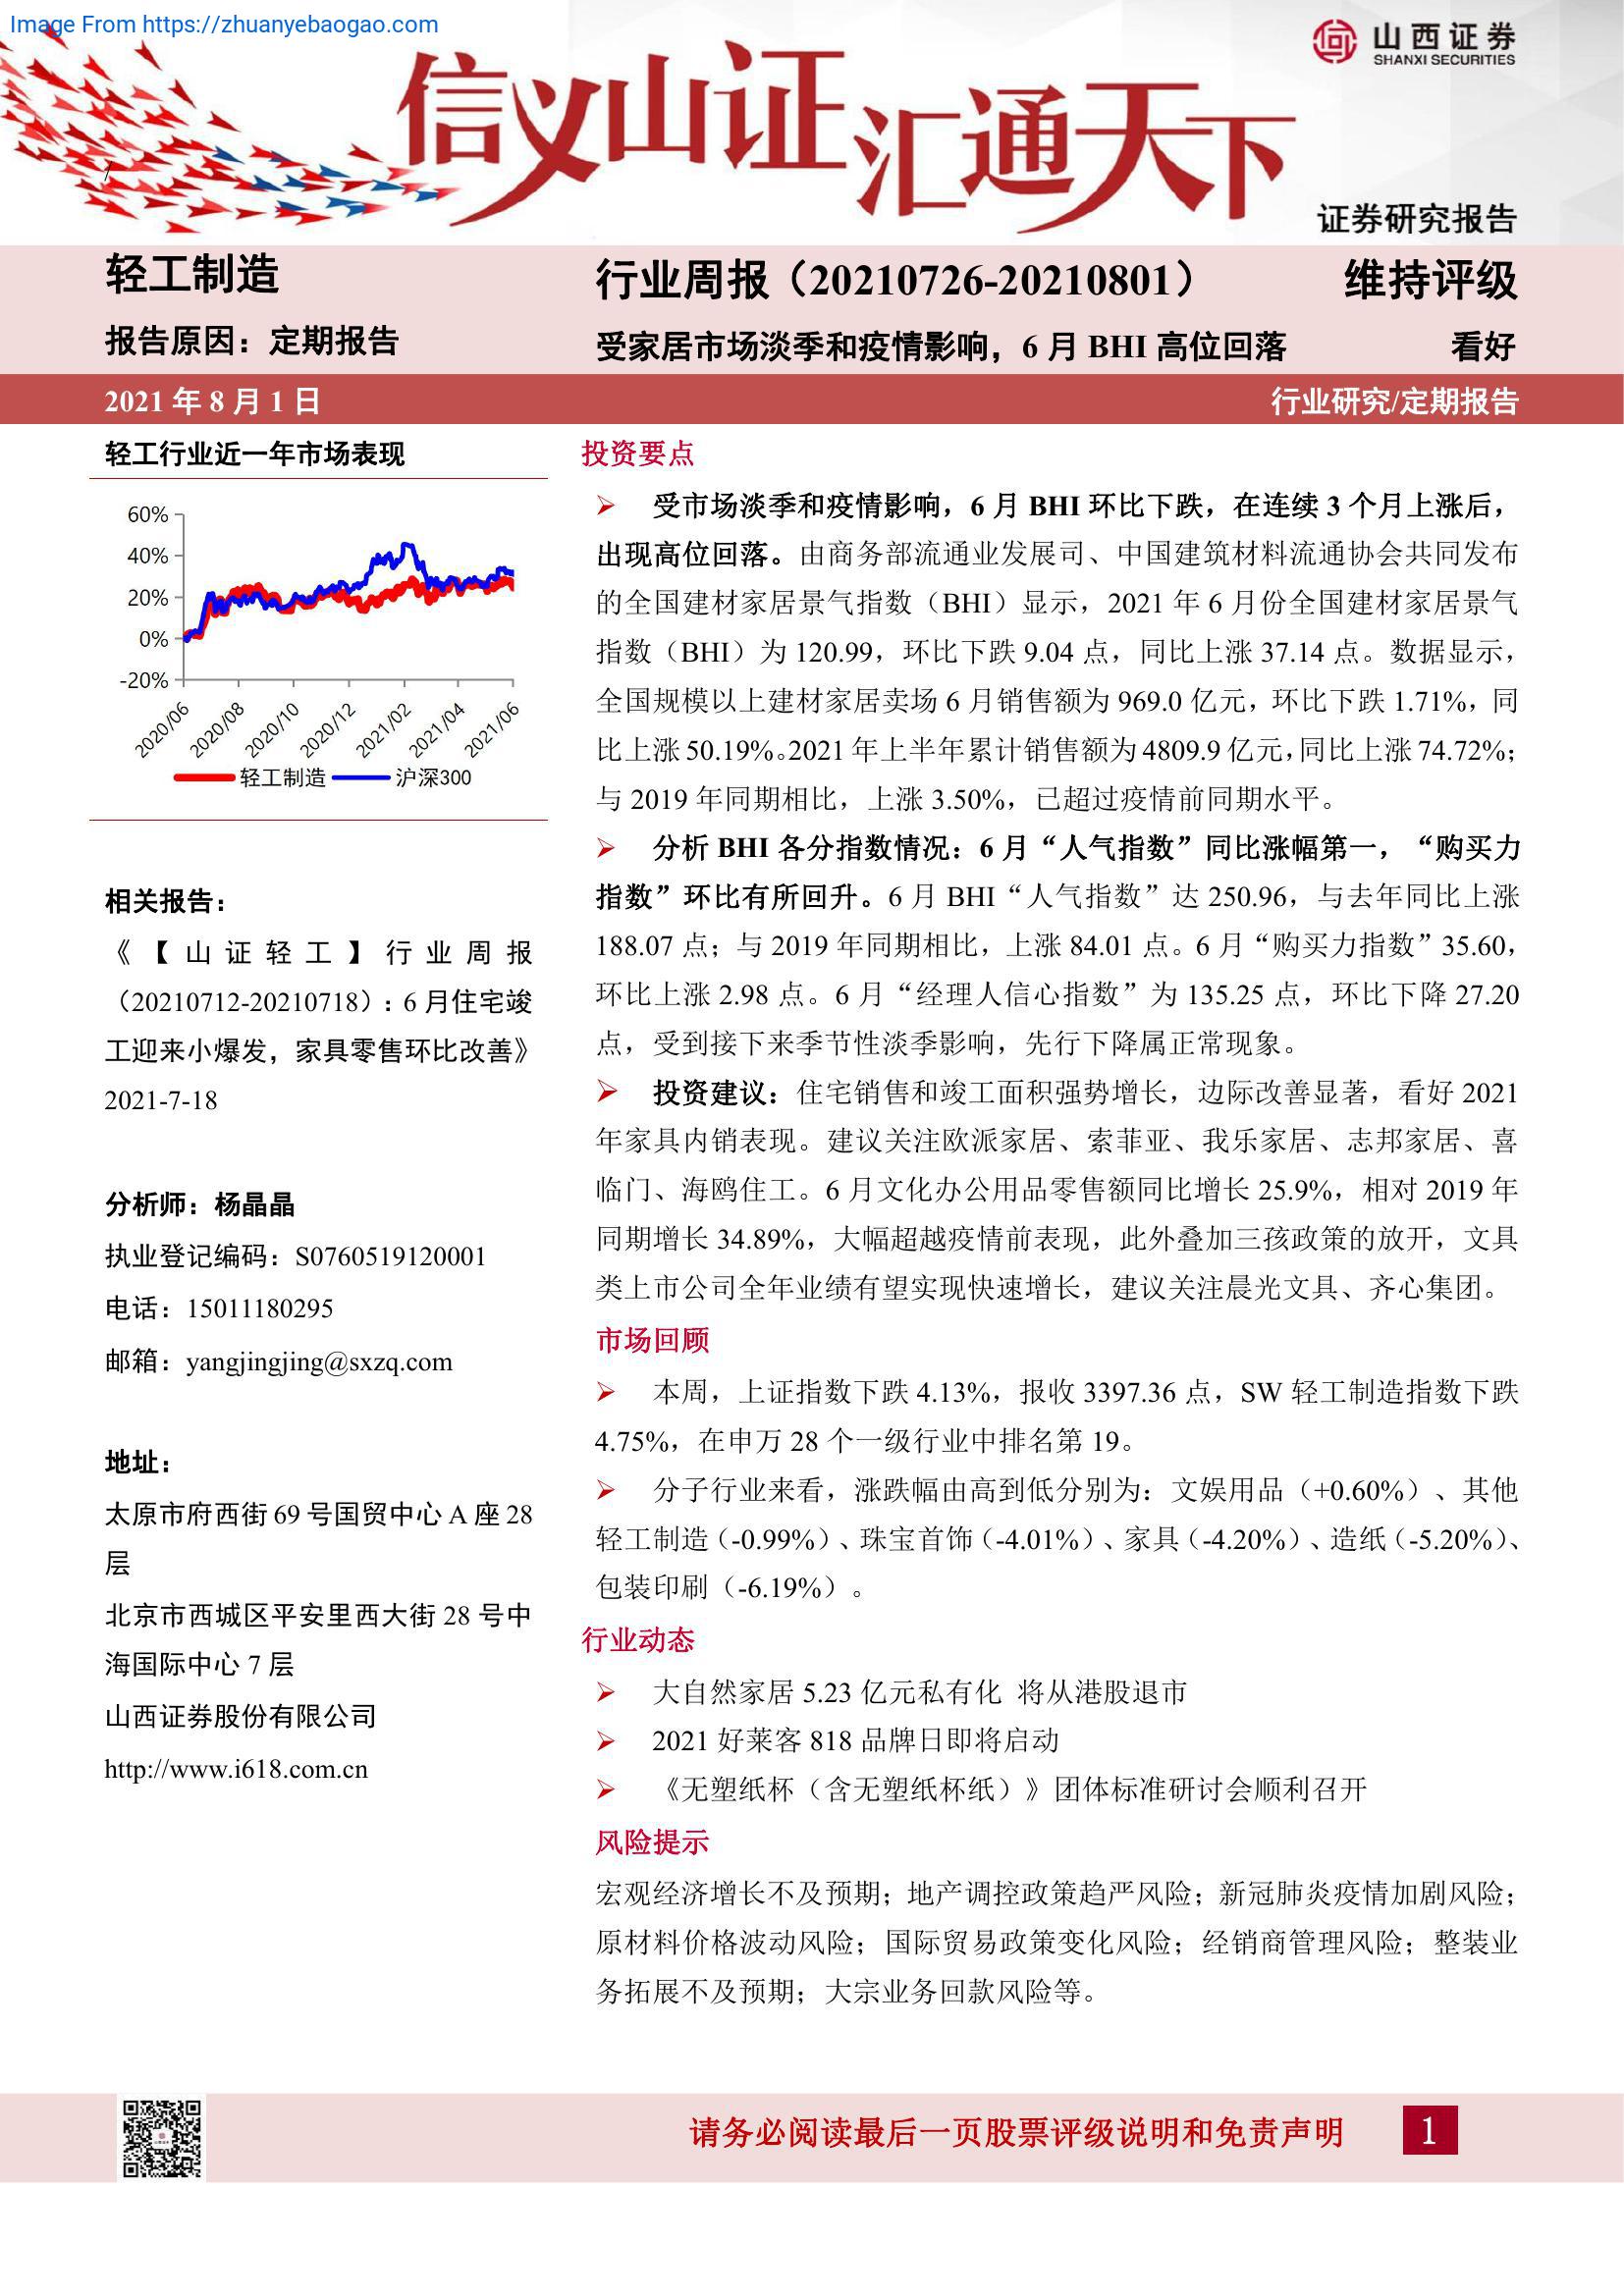 Image From https://zhuanyebaogao.com
山西证券
SHANXI SECURITIES
信义山证汇通天下
证券研究报告
轻工制造
行业周报（20210726-20210801）
维持评级
报告原因：定期报告
受家居市场淡季和疫情影响，6 月 BHI 高位回落
看好
2021 年 8 月 1 日
行业研究/定期报告
轻工行业近一年市场表现
60%
40%
20%
0%
-20%
2020/06
2020/08
2020/10
2020/12
2021/02
2021/04
2021/06
轻工制造
沪深300
相关报告：
《【山证轻工】行业周报
（20210712-20210718）：6 月住宅竣
工迎来小爆发，家具零售环比改善》
2021-7-18
分析师：杨晶晶
执业登记编码：S0760519120001
电话：15011180295
邮箱：yangjingjing@sxzq.com
地址：
太原市府西街 69 号国贸中心 A 座 28
层
北京市西城区平安里西大街 28 号中
海国际中心 7 层
山西证券股份有限公司
http://www.i618.com.cn
投资要点
➢ 受市场淡季和疫情影响，6 月 BHI 环比下跌，在连续 3 个月上涨后，
出现高位回落。由商务部流通业发展司、中国建筑材料流通协会共同发布
的全国建材家居景气指数（BHI）显示，2021 年 6 月份全国建材家居景气
指数（BHI）为 120.99，环比下跌 9.04 点，同比上涨 37.14 点。数据显示，
全国规模以上建材家居卖场 6 月销售额为 969.0 亿元，环比下跌 1.71%，同
比上涨 50.19%。2021 年上半年累计销售额为 4809.9 亿元，同比上涨 74.72%；
与 2019 年同期相比，上涨 3.50%，已超过疫情前同期水平。
➢ 分析 BHI 各分指数情况：6 月“人气指数”同比涨幅第一，“购买力
指数”环比有所回升。6 月 BHI“人气指数”达 250.96，与去年同比上涨
188.07 点；与 2019 年同期相比，上涨 84.01 点。6 月“购买力指数”35.60，
环比上涨 2.98 点。6 月“经理人信心指数”为 135.25 点，环比下降 27.20
点，受到接下来季节性淡季影响，先行下降属正常现象。
➢ 投资建议：住宅销售和竣工面积强势增长，边际改善显著，看好 2021
年家具内销表现。建议关注欧派家居、索菲亚、我乐家居、志邦家居、喜
临门、海鸥住工。6 月文化办公用品零售额同比增长 25.9%，相对 2019 年
同期增长 34.89%，大幅超越疫情前表现，此外叠加三孩政策的放开，文具
类上市公司全年业绩有望实现快速增长，建议关注晨光文具、齐心集团。
市场回顾
➢ 本周，上证指数下跌 4.13%，报收 3397.36 点，SW 轻工制造指数下跌
4.75%，在申万 28 个一级行业中排名第 19。
➢ 分子行业来看，涨跌幅由高到低分别为：文娱用品（+0.60%）、其他
轻工制造（-0.99%）、珠宝首饰（-4.01%）、家具（-4.20%）、造纸（-5.20%）、
包装印刷（-6.19%）。
行业动态
➢ 大自然家居 5.23 亿元私有化 将从港股退市
➢ 2021 好莱客 818 品牌日即将启动
➢ 《无塑纸杯（含无塑纸杯纸）》团体标准研讨会顺利召开
风险提示
宏观经济增长不及预期；地产调控政策趋严风险；新冠肺炎疫情加剧风险；
原材料价格波动风险；国际贸易政策变化风险；经销商管理风险；整装业
务拓展不及预期；大宗业务回款风险等。
请务必阅读最后一页股票评级说明和免责声明
1